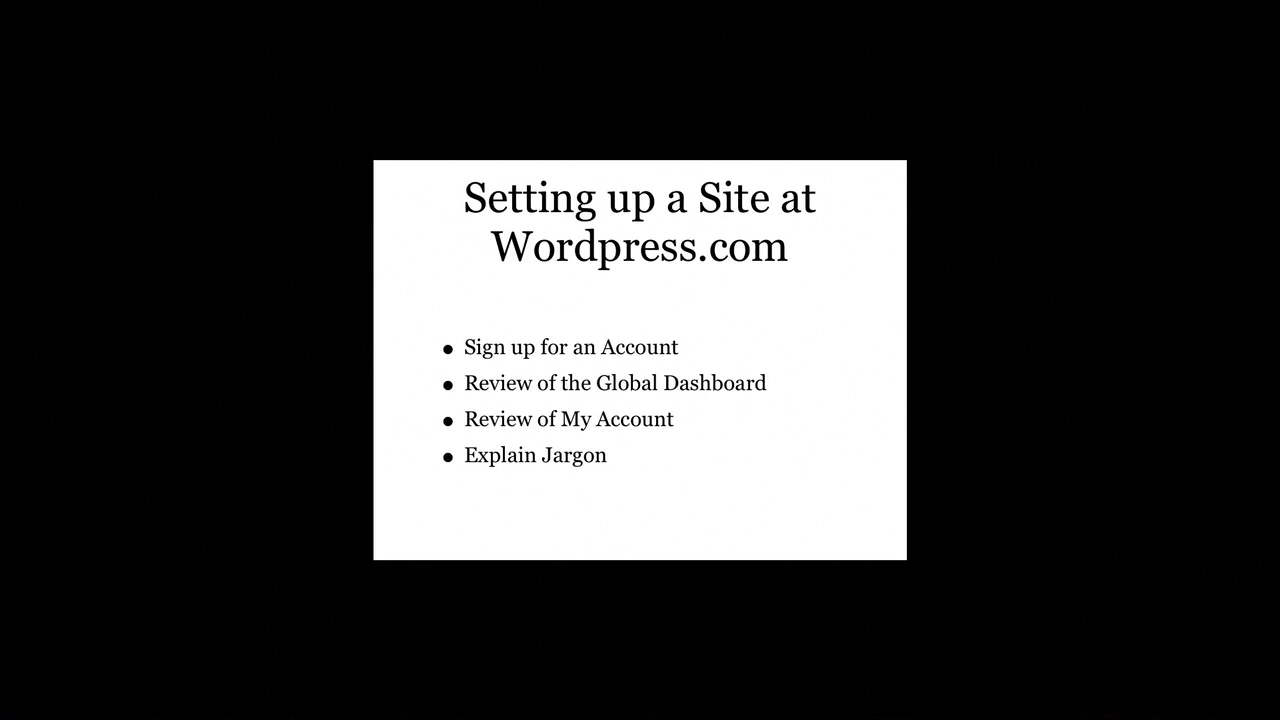 Setting up a Site at
Wordpress.com
• Sign up for an Account
• Review of the Global Dashboard
• Review of My Account
• Explain Jargon